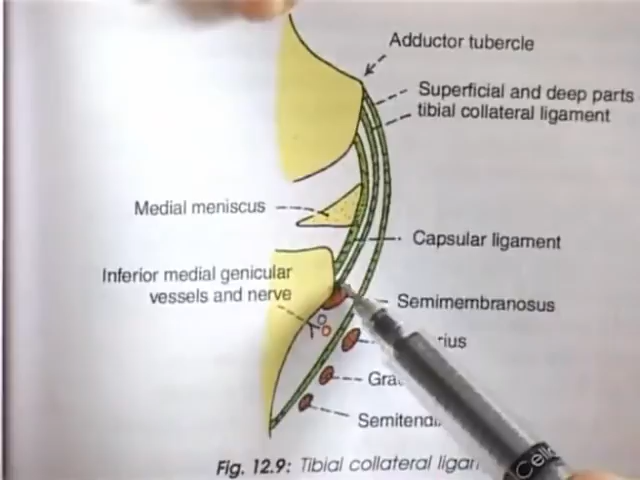 Adductor tubercle
Superficial and deep parts
tibial collateral ligament
Medial meniscus
Capsular ligament
Inferior medial genicular
vessels and nerve
Semimembranosus
Fig. 12.9: Tibial collateral